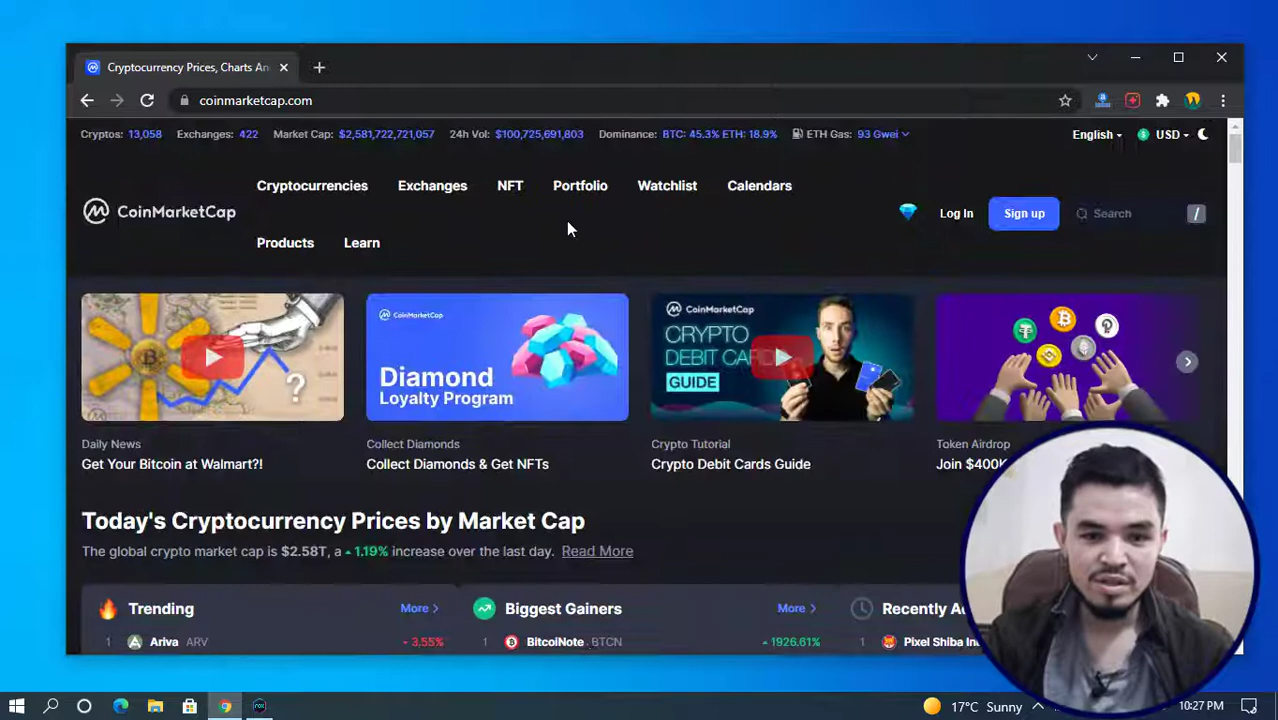 Cryptocurrency Prices, Charts An
coinmarketcap.com
Cryptos: 13,058 Exchanges: 422 Market Cap: $2,581,722,721,057 24h Vol: $100,725,691,803 Dominance: BTC: 45.3% ETH: 18.9% ETH Gas: 93 Gwei English USD
Cryptocurrencies Exchanges NFT Portfolio Watchlist Calendars
CoinMarketCap Log In Sign up Search /
Products Learn
CoinMarketCap
Diamond
Loyalty Program
CoinMarketCap
CRYPTO
DEBIT CARDS
GUIDE
Daily News Collect Diamonds Crypto Tutorial Token Airdrop
Get Your Bitcoin at Walmart?! Collect Diamonds & Get NFTs Crypto Debit Cards Guide Join $400K
Today's Cryptocurrency Prices by Market Cap
The global crypto market cap is $2.58T, a 1.19% increase over the last day. Read More
Trending More > Biggest Gainers More > Recently
1 Ariva ARV 3.55% 1 BitcoiNote BTCN 1926.61% 1 Pixel Shiba
17°C Sunny 10:27 PM